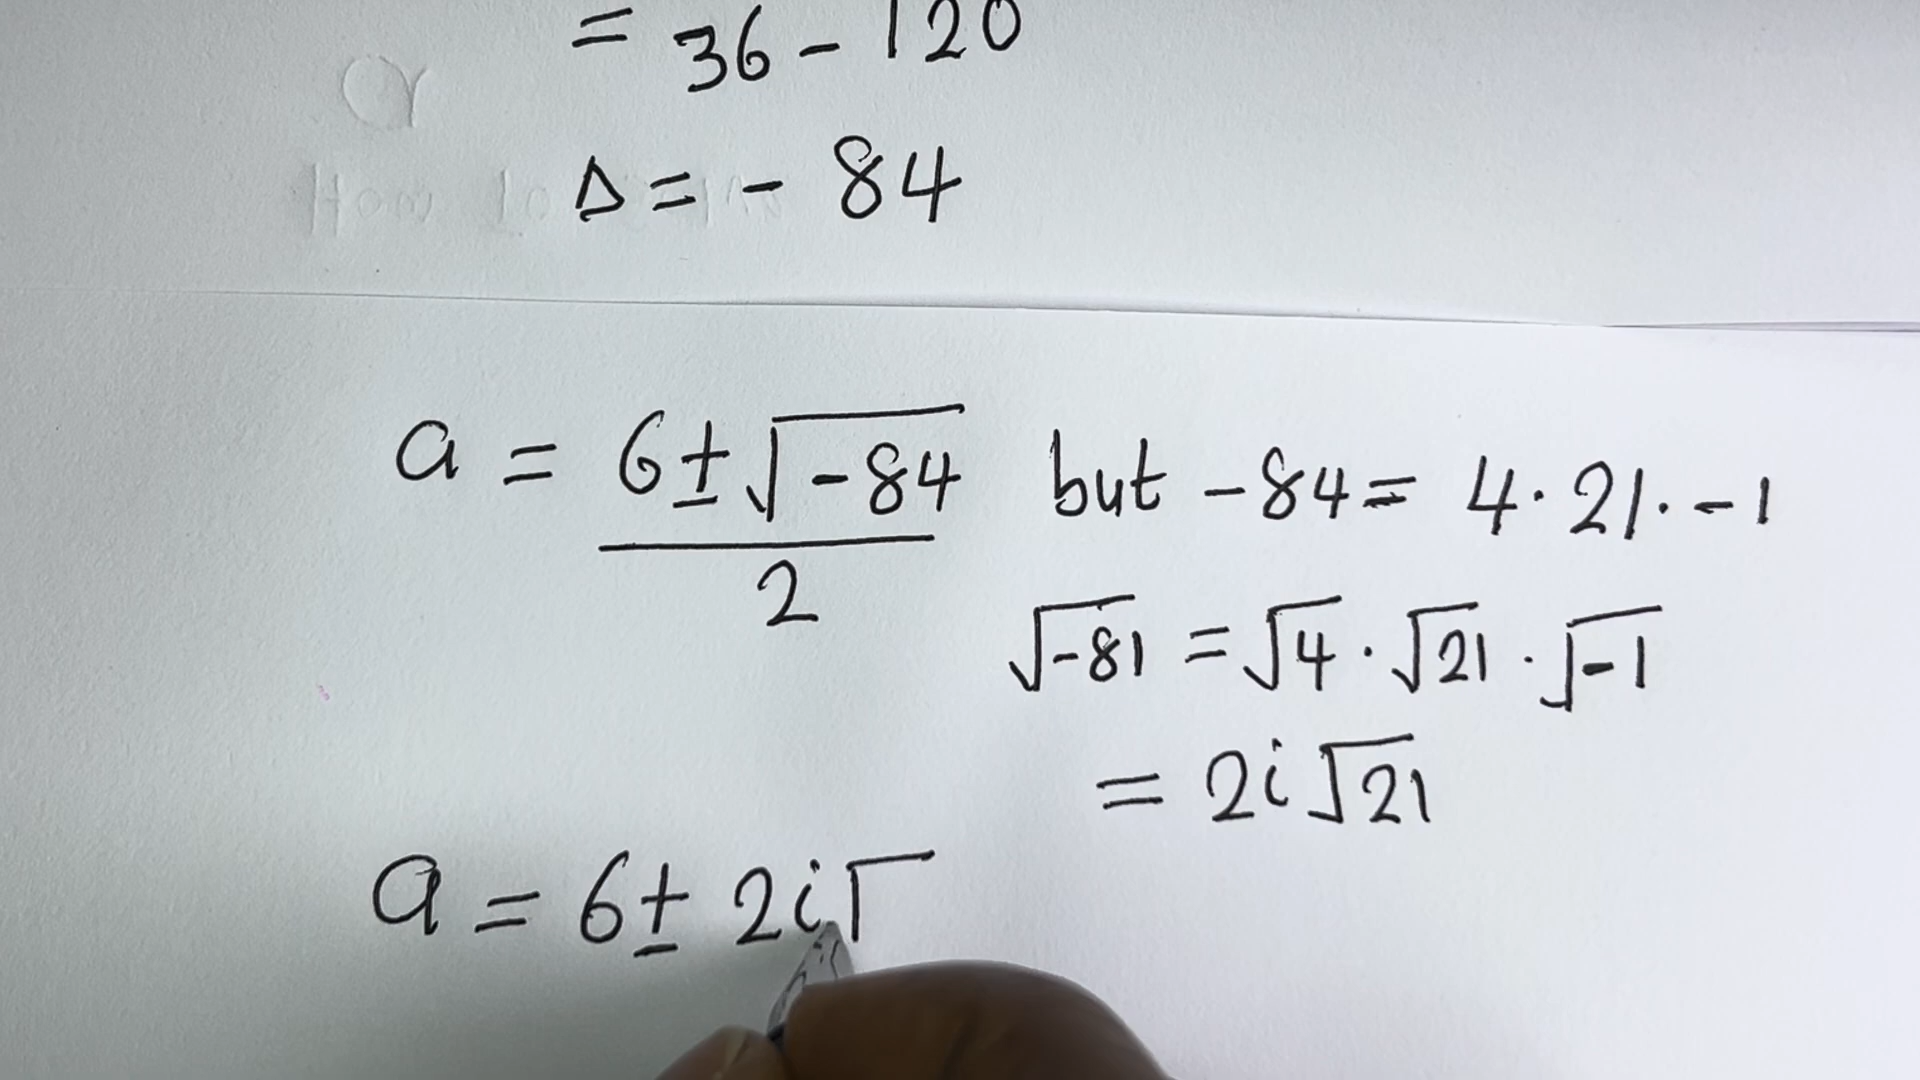 = 36 - 120
Δ = - 84
a = 6 ± √-84 / 2 but -84 = 4 · 21 · -1
√-81 = √4 · √21 · √-1
= 2i√21
a = 6 ± 2i√